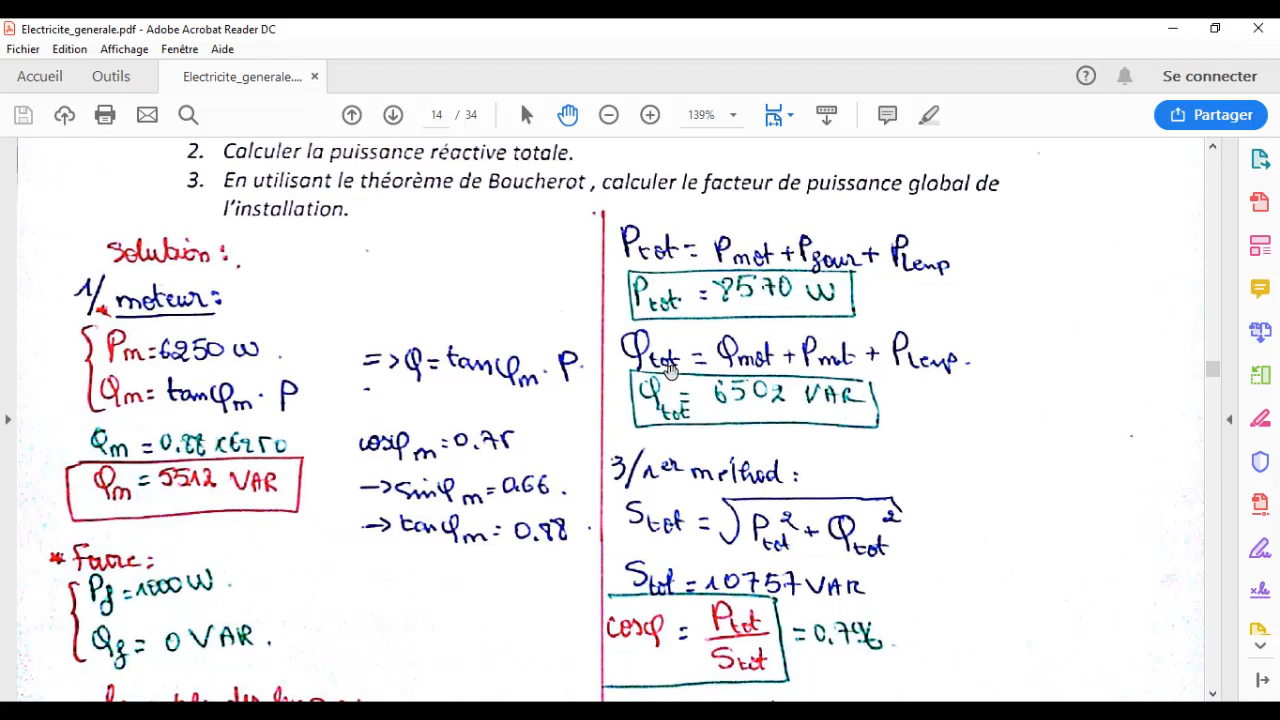 Electricite_generale.pdf - Adobe Acrobat Reader DC
Fichier Edition Affichage Fenêtre Aide
Accueil Outils Electricite_generale.... ×
Se connecter
14 / 34 139% Partager
2. Calculer la puissance réactive totale.
3. En utilisant le théorème de Boucherot , calculer le facteur de puissance global de
l'installation.
Solution :
1/ moteur :
Pm = 6250 W
Qm = tanφm . P
=> Q = tanφm . P.
Qm = 0.88 x 6250
Qm = 5512 VAR
cosφm = 0.75
→ sinφm = 0.66 .
→ tanφm = 0.88 .
* Four :
Pf = 1000 W .
Qf = 0 VAR .
Ptot = Pmot + Pfour + Plamp
Ptot = 8570 W
Qtot = Qmot + Pmot + Plamp .
Qtot = 6502 VAR
3/ 1er méthod :
Stot = √Ptot² + Qtot²
Stot = 10757 VAR
cosφ = Ptot / Stot = 0.796